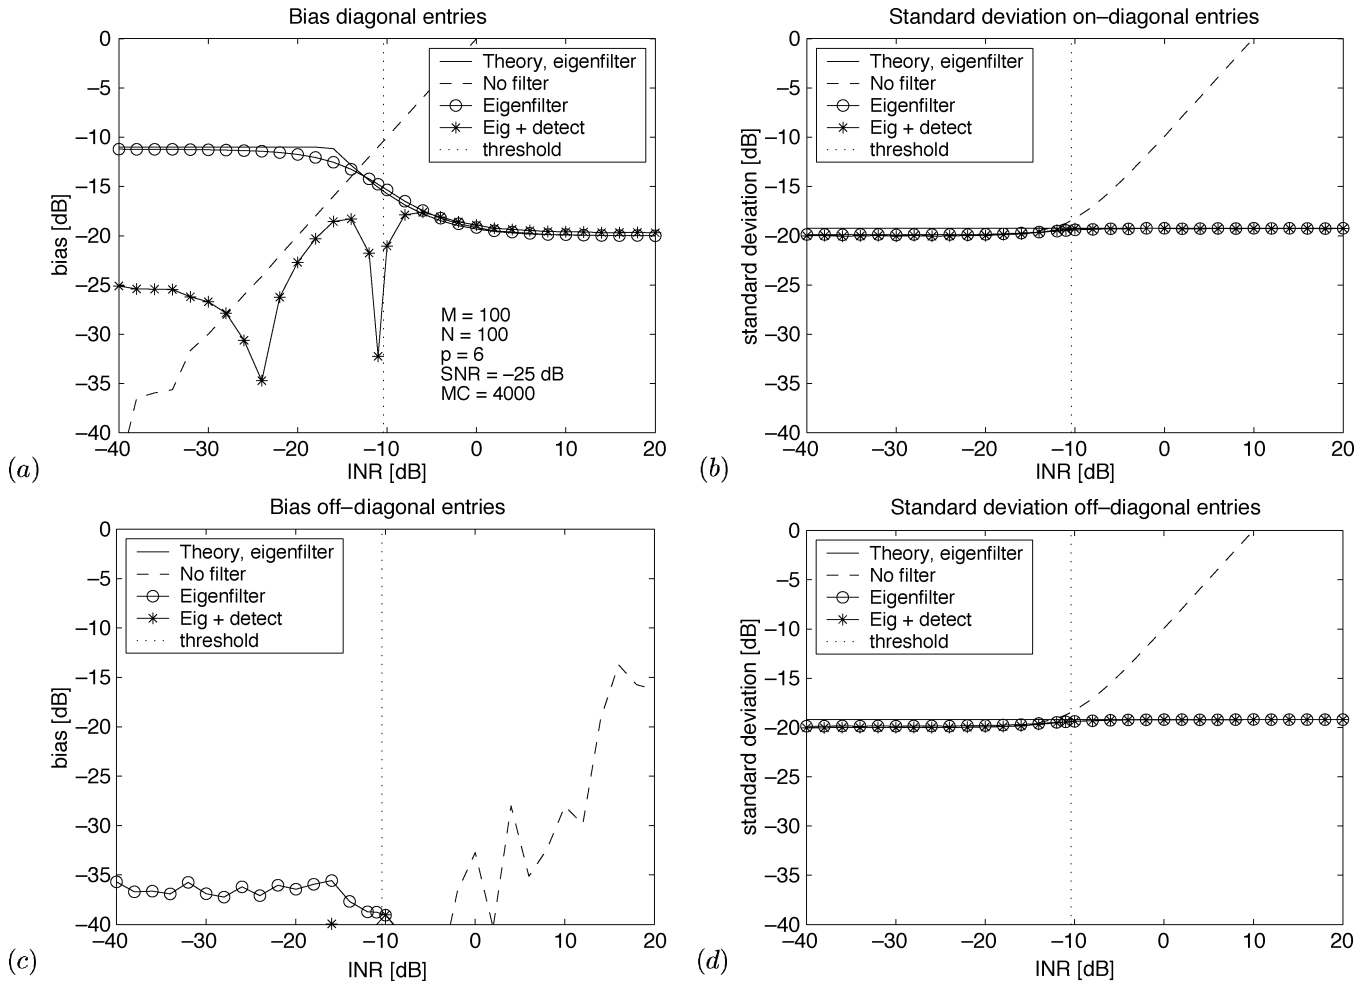 Bias diagonal entries
0
−5
−10
−15
−20
−25
−30
−35
−40
bias [dB]
Theory, eigenfilter
No filter
Eigenfilter
Eig + detect
threshold
M = 100
N = 100
p = 6
SNR = −25 dB
MC = 4000
−40 −30 −20 −10 0 10 20
INR [dB]
(a)
Standard deviation on−diagonal entries
0
−5
−10
−15
−20
−25
−30
−35
−40
standard deviation [dB]
Theory, eigenfilter
No filter
Eigenfilter
Eig + detect
threshold
−40 −30 −20 −10 0 10 20
INR [dB]
(b)
Bias off−diagonal entries
0
−5
−10
−15
−20
−25
−30
−35
−40
bias [dB]
Theory, eigenfilter
No filter
Eigenfilter
Eig + detect
threshold
−40 −30 −20 −10 0 10 20
INR [dB]
(c)
Standard deviation off−diagonal entries
0
−5
−10
−15
−20
−25
−30
−35
−40
standard deviation [dB]
Theory, eigenfilter
No filter
Eigenfilter
Eig + detect
threshold
−40 −30 −20 −10 0 10 20
INR [dB]
(d)